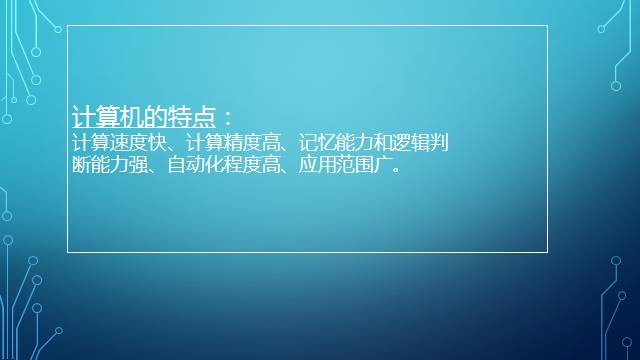 计算机的特点：
计算速度快、计算精度高、记忆能力和逻辑判
断能力强、自动化程度高、应用范围广。